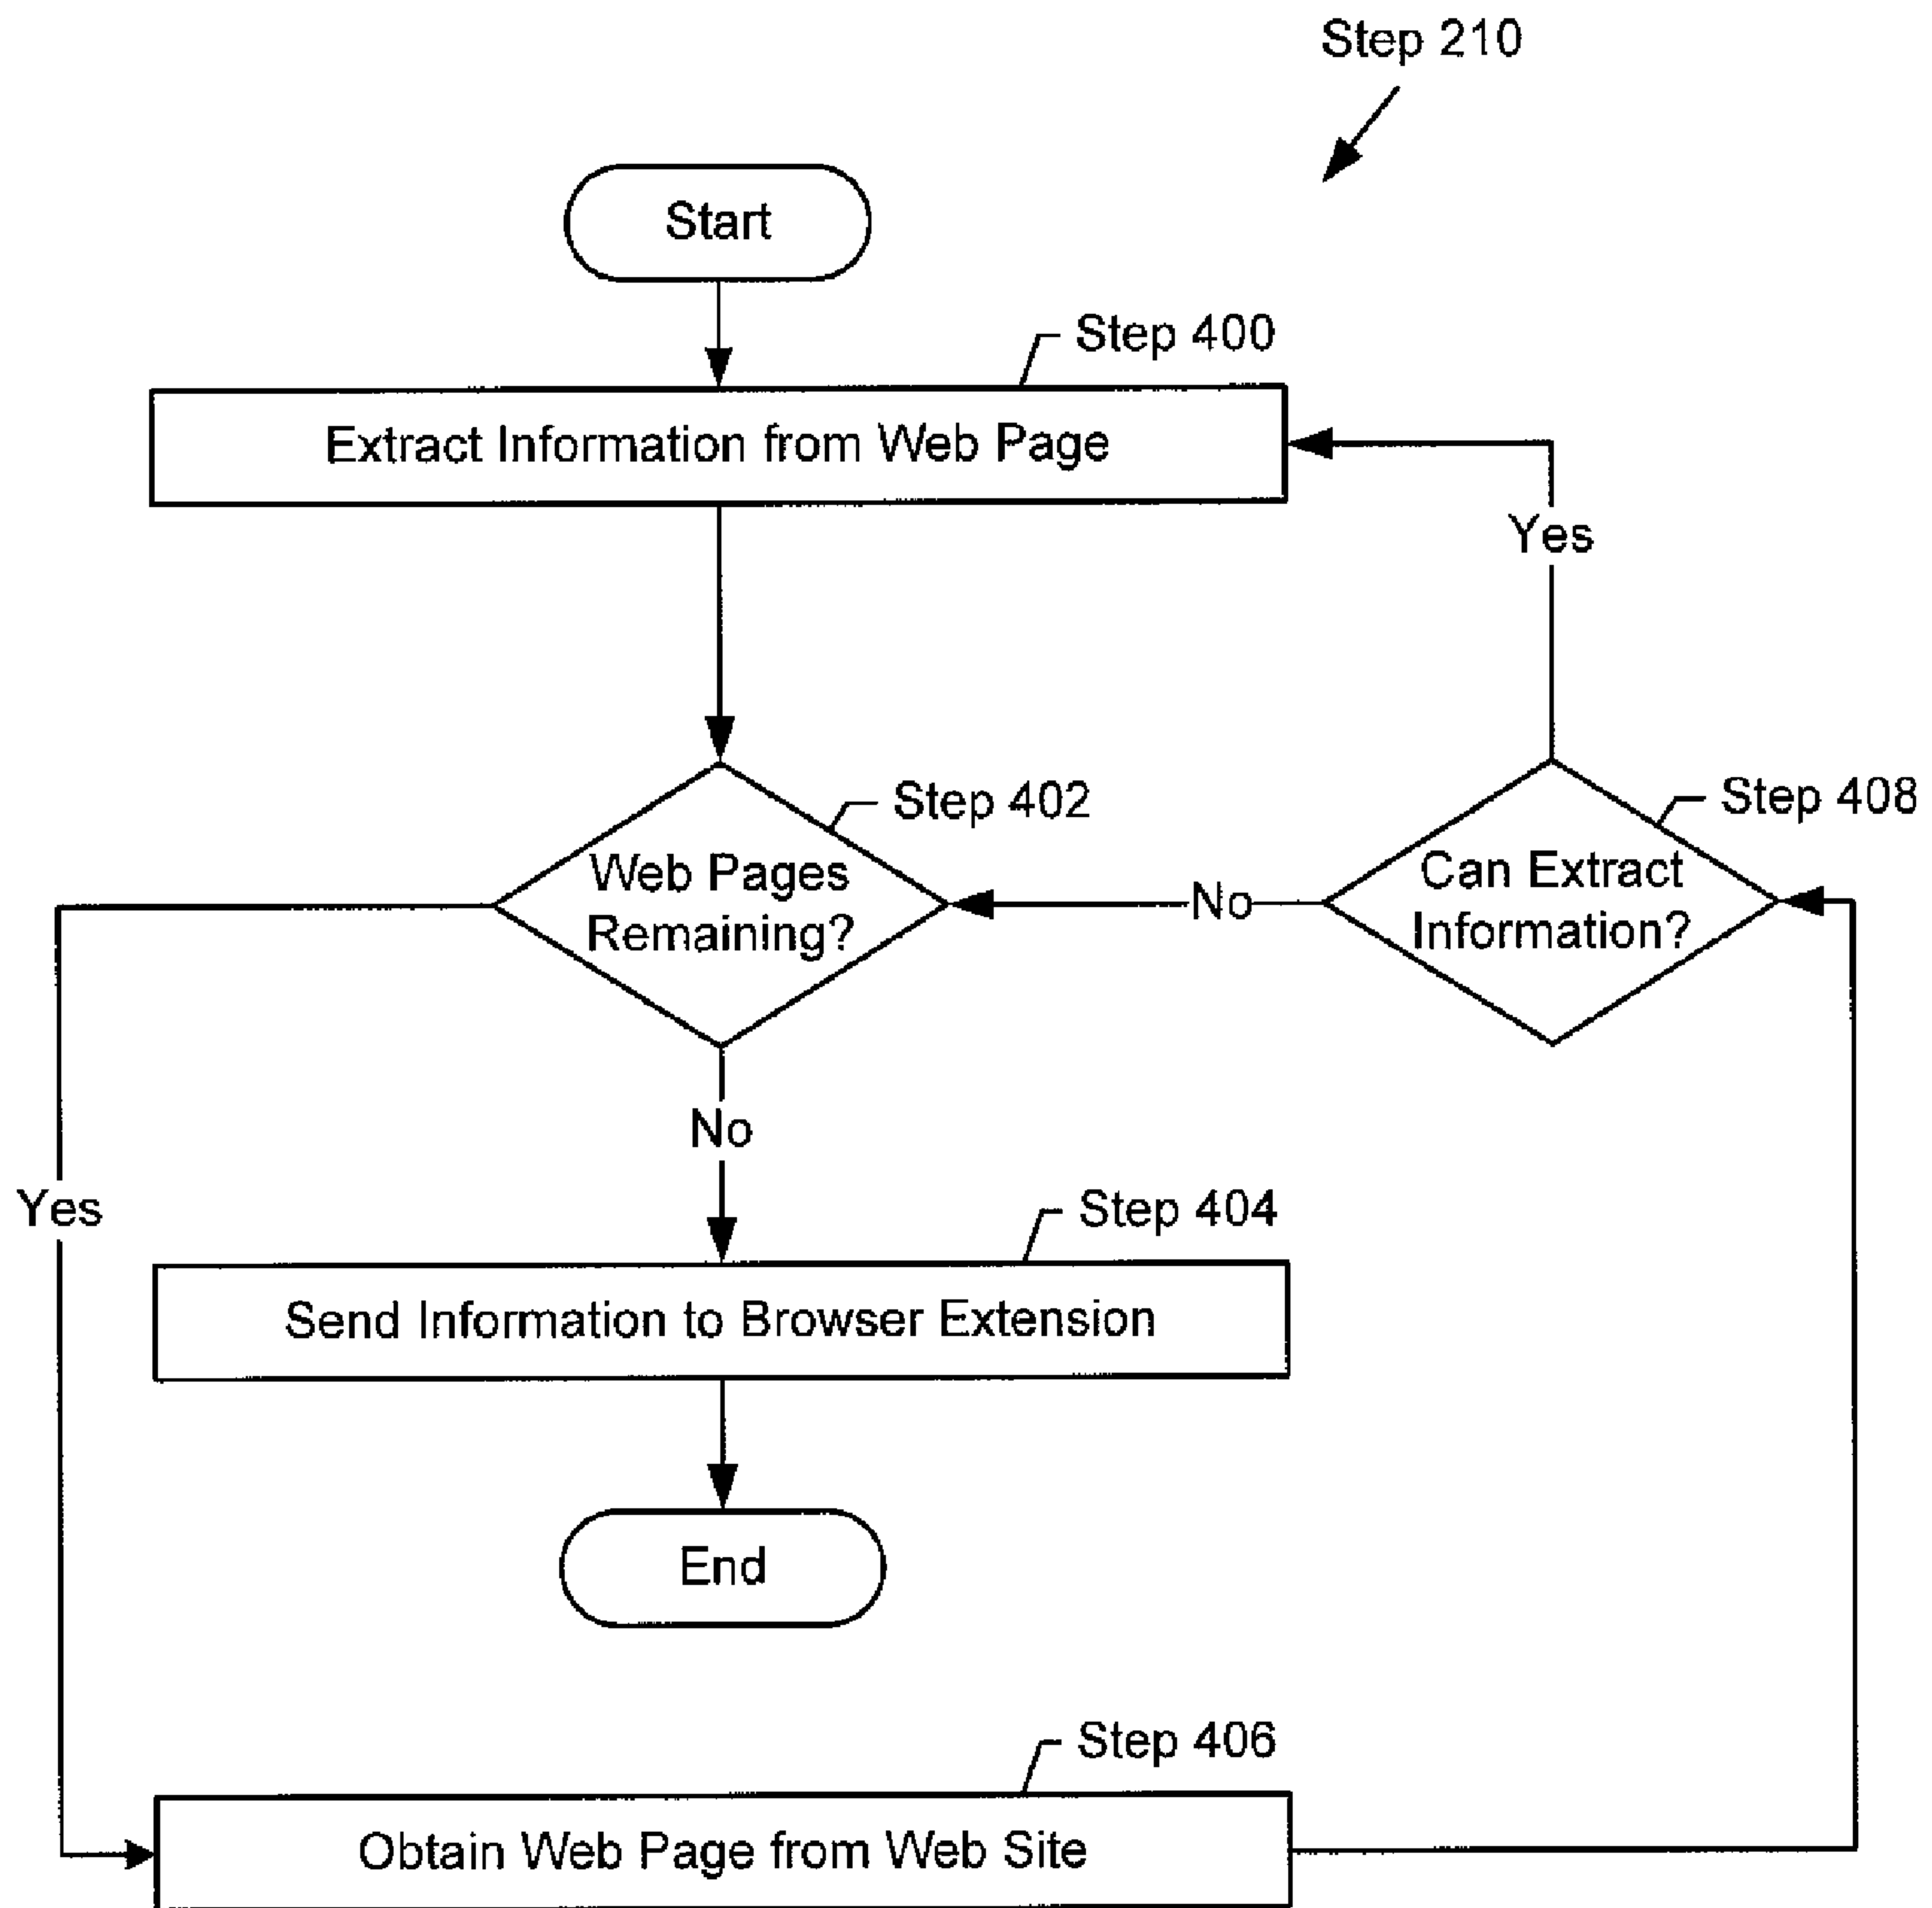 Step 210
Start
Step 400
Extract Information from Web Page
Yes
Step 402
Web Pages
Remaining?
Step 408
Can Extract
Information?
No
No
Yes
Step 404
Send Information to Browser Extension
End
Step 406
Obtain Web Page from Web Site